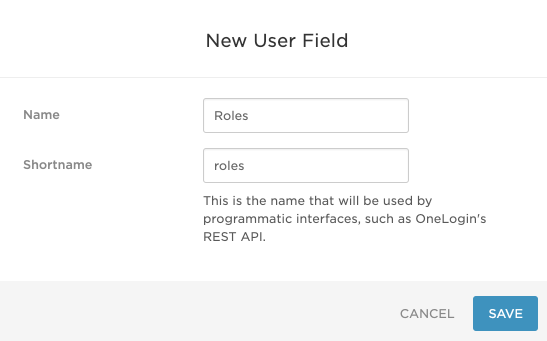 New User Field
Name
Roles
Shortname
roles
This is the name that will be used by
programmatic interfaces, such as OneLogin's
REST API.
CANCEL
SAVE